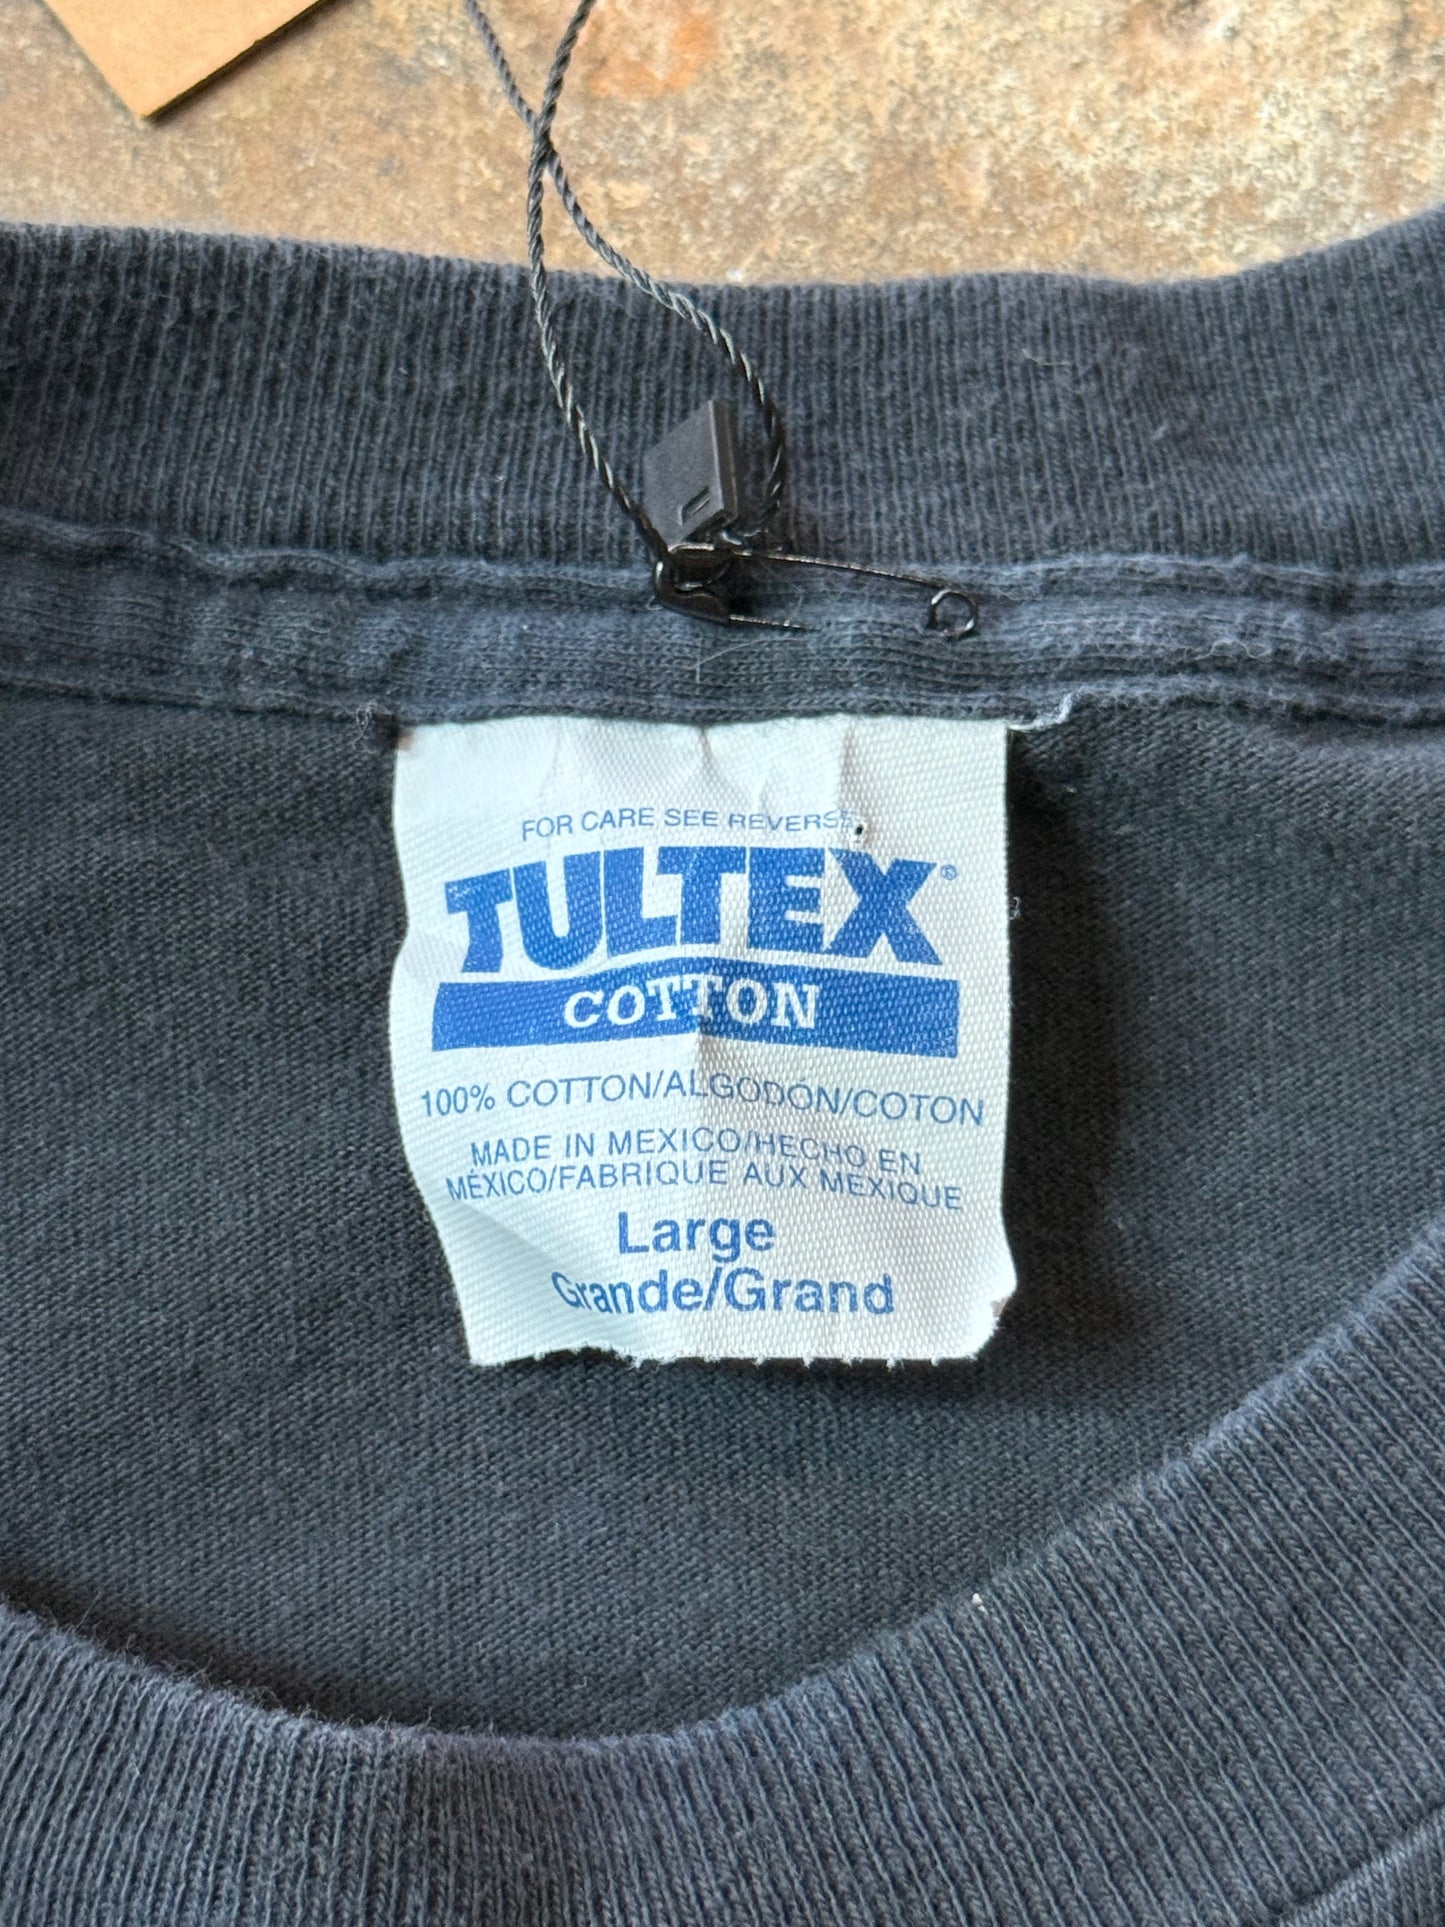 FOR CARE SEE REVERSE
TULTEX®
COTTON
100% COTTON/ALGODÓN/COTON
MADE IN MEXICO/HECHO EN
MÉXICO/FABRIQUE AUX MEXIQUE
Large
Grande/Grand